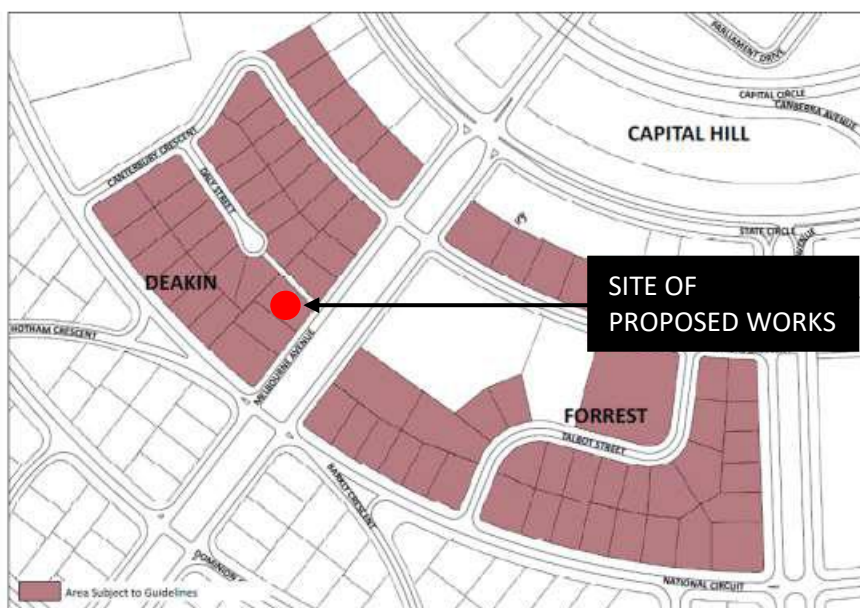 PARLIAMENT DRIVE
CAPITAL CIRCLE
CANBERRA AVENUE
CAPITAL HILL
CANTERBURY CRESCENT
DALY STREET
STATE CIRCLE
DEAKIN
SITE OF
PROPOSED WORKS
HOTHAM CRESCENT
MELBOURNE AVENUE
FORREST
TALBOT STREET
BARKLY CRESCENT
DOMINION
NATIONAL CIRCUIT
Area Subject to Guidelines